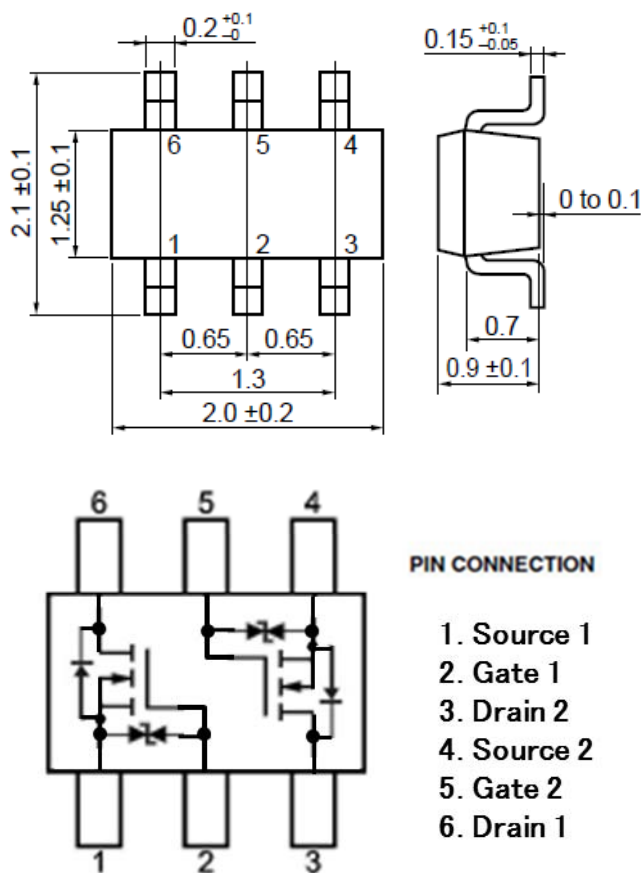 0.2 +0.1 –0
0.15 +0.1 –0.05
6 5 4
2.1 ±0.1
1.25 ±0.1
0 to 0.1
1 2 3
0.65 0.65
0.7
1.3
0.9 ±0.1
2.0 ±0.2
6 5 4
PIN CONNECTION
1. Source 1
2. Gate 1
3. Drain 2
4. Source 2
5. Gate 2
6. Drain 1
1 2 3